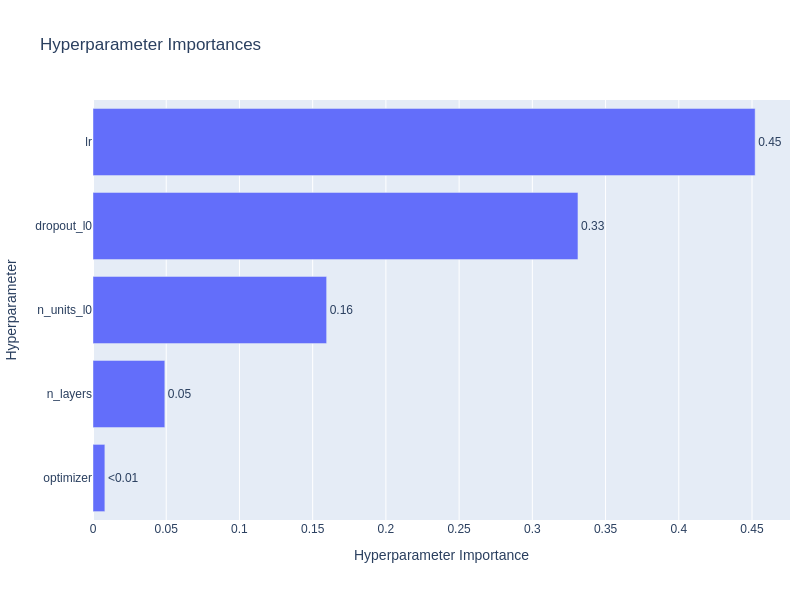 Hyperparameter Importances
lr
0.45
dropout_l0
0.33
n_units_l0
0.16
n_layers
0.05
optimizer
<0.01
0
0.05
0.1
0.15
0.2
0.25
0.3
0.35
0.4
0.45
Hyperparameter Importance
Hyperparameter